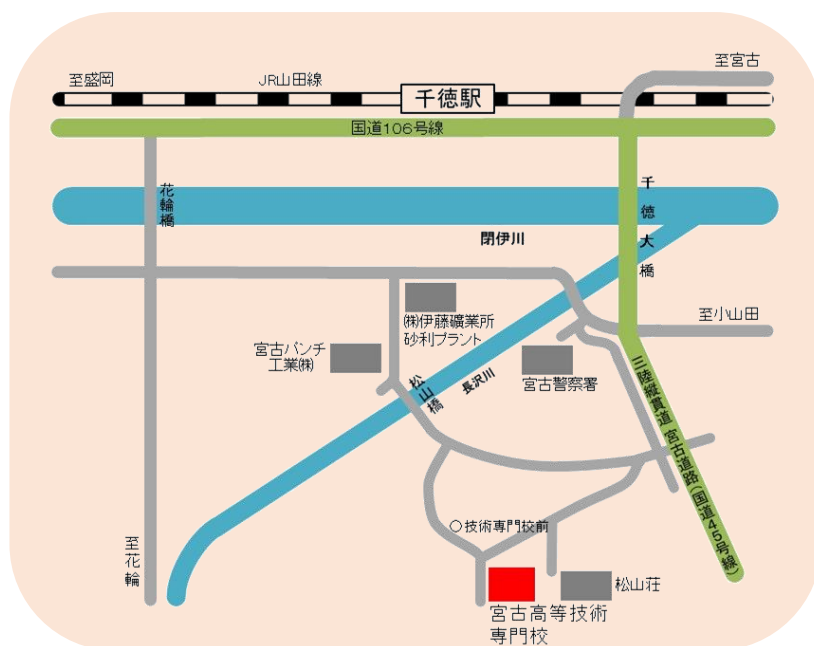 至宮古
至盛岡
JR山田線
千徳駅
国道106号線
花輪橋
千徳大橋
閉伊川
㈱伊藤礦業所
砂利プラント
至小山田
宮古パンチ
工業㈱
宮古警察署
松山橋
長沢川
三陸縦貫道 宮古道路(国道45号線)
○技術専門校前
至花輪
松山荘
宮古高等技術
専門校